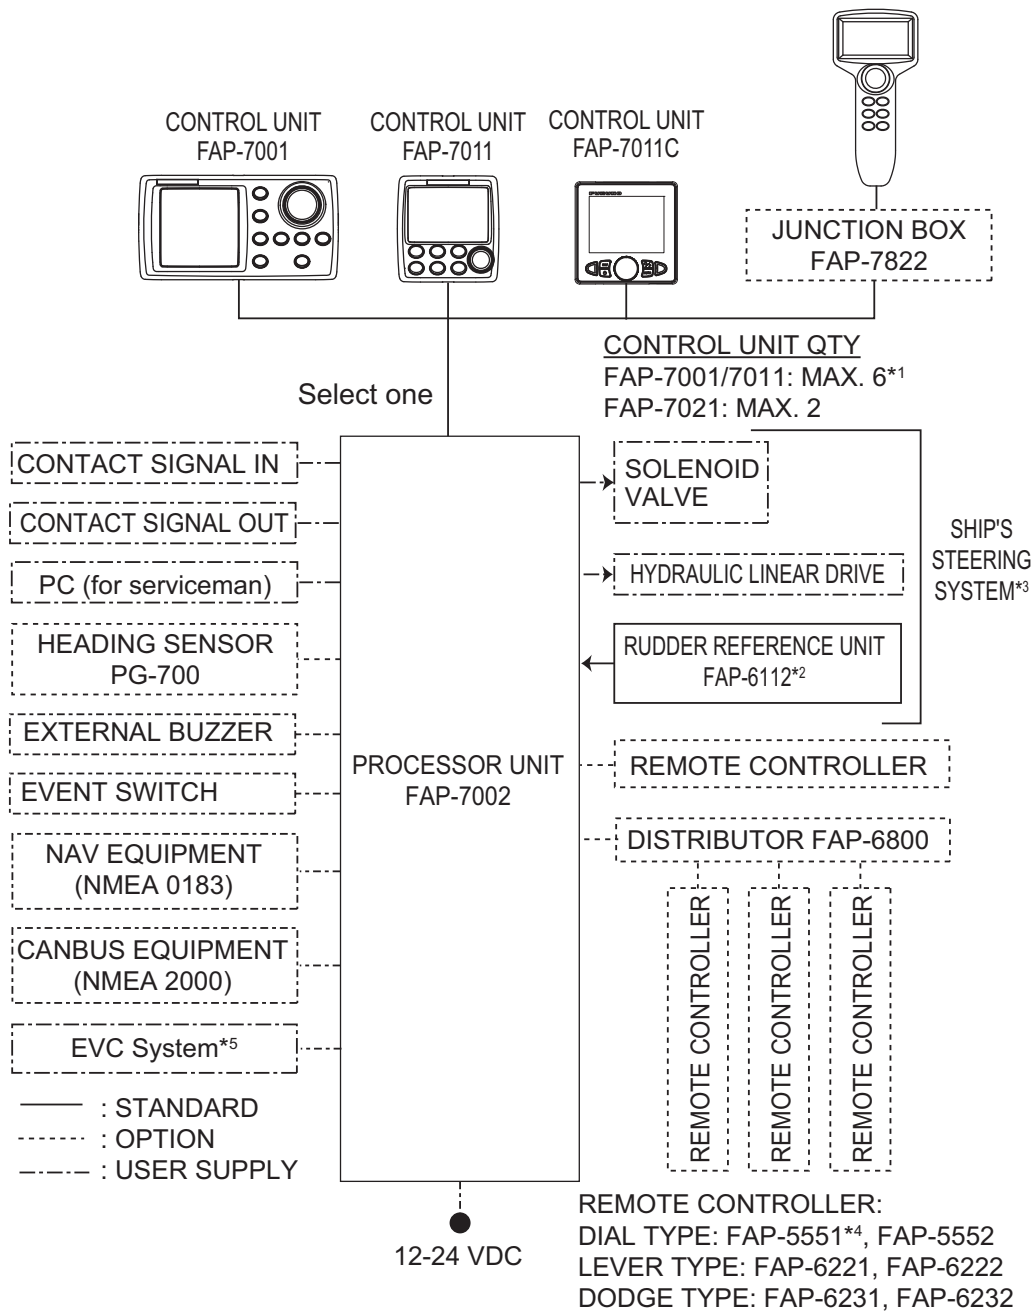 CONTROL UNIT
FAP-7001
CONTROL UNIT
FAP-7011
CONTROL UNIT
FAP-7011C
FURUNO
JUNCTION BOX
FAP-7822
CONTROL UNIT QTY
FAP-7001/7011: MAX. 6*1
FAP-7021: MAX. 2
Select one
CONTACT SIGNAL IN
CONTACT SIGNAL OUT
PC (for serviceman)
HEADING SENSOR
PG-700
EXTERNAL BUZZER
EVENT SWITCH
NAV EQUIPMENT
(NMEA 0183)
CANBUS EQUIPMENT
(NMEA 2000)
EVC System*5
: STANDARD
: OPTION
: USER SUPPLY
PROCESSOR UNIT
FAP-7002
12-24 VDC
SOLENOID
VALVE
HYDRAULIC LINEAR DRIVE
RUDDER REFERENCE UNIT
FAP-6112*2
SHIP'S
STEERING
SYSTEM*3
REMOTE CONTROLLER
DISTRIBUTOR FAP-6800
REMOTE CONTROLLER
REMOTE CONTROLLER
REMOTE CONTROLLER
REMOTE CONTROLLER:
DIAL TYPE: FAP-5551*4, FAP-5552
LEVER TYPE: FAP-6221, FAP-6222
DODGE TYPE: FAP-6231, FAP-6232